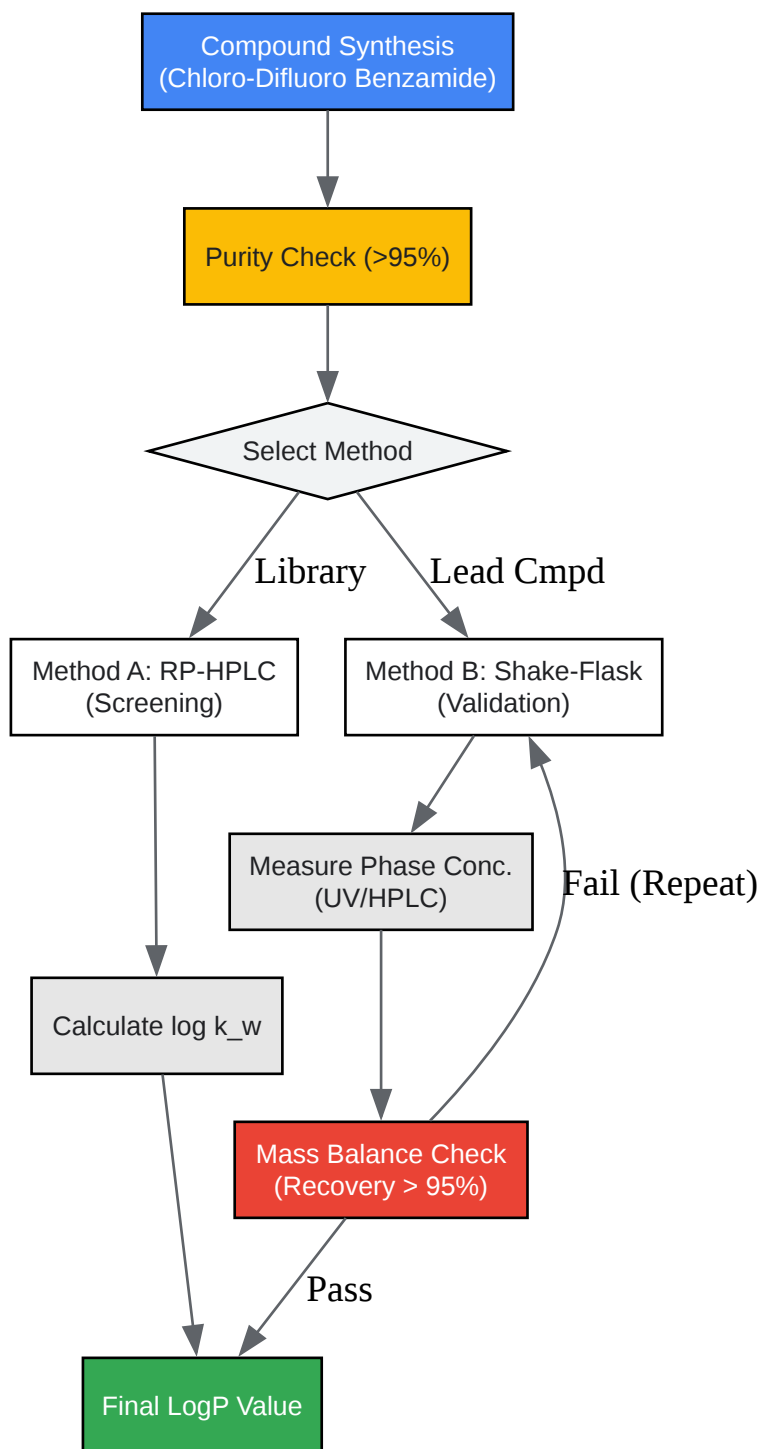 Compound Synthesis
(Chloro-Difluoro Benzamide)
Purity Check (>95%)
Select Method
Library
Lead Cmpd
Method A: RP-HPLC
(Screening)
Method B: Shake-Flask
(Validation)
Measure Phase Conc.
(UV/HPLC)
Fail (Repeat)
Calculate log k_w
Mass Balance Check
(Recovery > 95%)
Pass
Final LogP Value